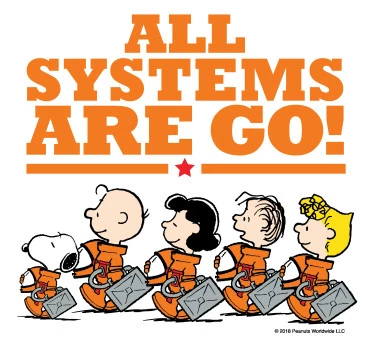 ALL
SYSTEMS
ARE GO!
© 2018 Peanuts Worldwide LLC